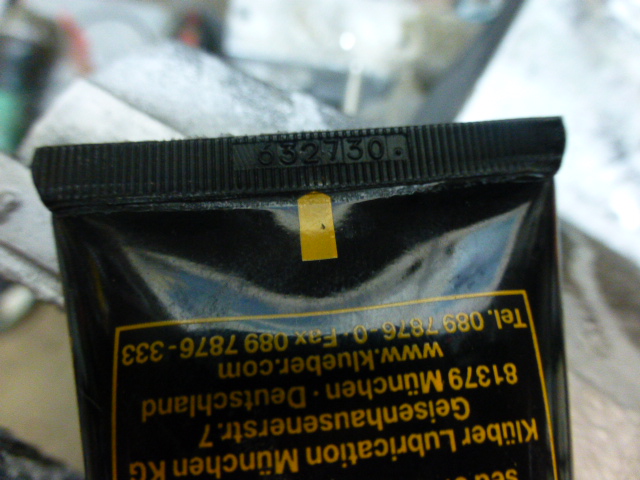 632730.
Klüber Lubrication München KG
Geisenhausenerstr. 7
81379 München · Deutschland
www.klueber.com
Tel. 089 7876-0 · Fax 089 7876-333